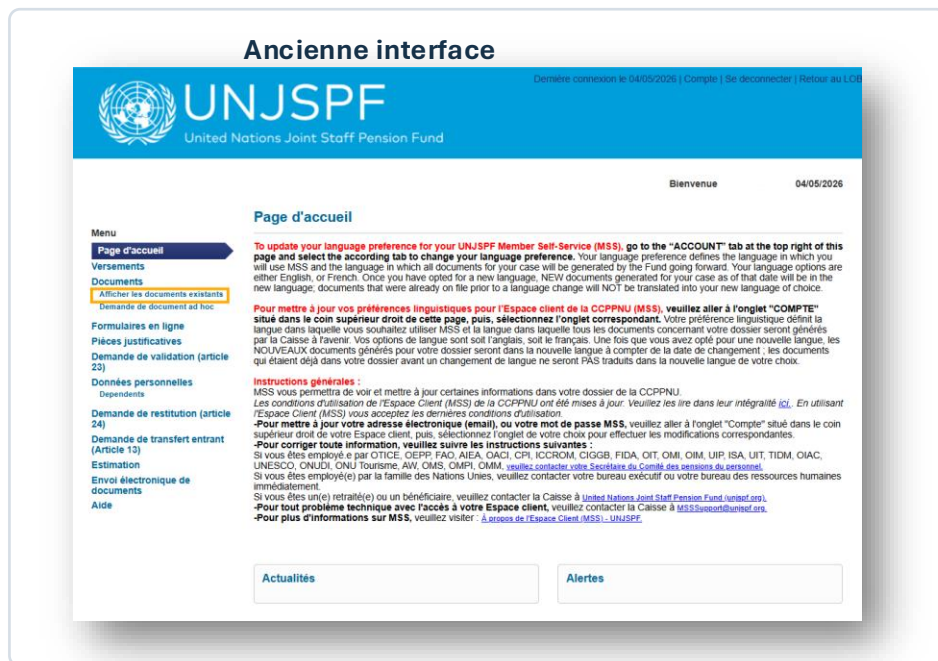 Ancienne interface
Dernière connexion le 04/05/2026 | Compte | Se déconnecter | Retour au LOB
UNJSPF
United Nations Joint Staff Pension Fund
Bienvenue 04/05/2026
Menu
Page d'accueil
Versements
Documents
Afficher les documents existants
Demande de document ad hoc
Formulaires en ligne
Pièces justificatives
Demande de validation (article
23)
Données personnelles
Dependents
Demande de restitution (article
24)
Demande de transfert entrant
(Article 13)
Estimation
Envoi électronique de
documents
Aide
Page d'accueil
To update your language preference for your UNJSPF Member Self-Service (MSS), go to the “ACCOUNT” tab at the top right of this
page and select the according tab to change your language preference. Your language preference defines the language in which you
will use MSS and the language in which all documents for your case will be generated by the Fund going forward. Your language options are
either English, or French. Once you have opted for a new language, NEW documents generated for your case as of that date will be in the
new language; documents that were already on file prior to a language change will NOT be translated into your new language of choice.
Pour mettre à jour vos préférences linguistiques pour l'Espace client de la CCPPNU (MSS), veuillez aller à l'onglet "COMPTE"
situé dans le coin supérieur droit de cette page, puis, sélectionnez l'onglet correspondant. Votre préférence linguistique définit la
langue dans laquelle vous souhaitez utiliser MSS et la langue dans laquelle tous les documents concernant votre dossier seront générés
par la Caisse à l'avenir. Vos options de langue sont soit l'anglais, soit le français. Une fois que vous avez opté pour une nouvelle langue, les
NOUVEAUX documents générés pour votre dossier seront dans la nouvelle langue à compter de la date de changement ; les documents
qui étaient déjà dans votre dossier avant un changement de langue ne seront PAS traduits dans la nouvelle langue de votre choix.
Instructions générales :
MSS vous permettra de voir et mettre à jour certaines informations dans votre dossier de la CCPPNU.
Les conditions d'utilisation de l'Espace Client (MSS) de la CCPPNU ont été mises à jour. Veuillez les lire dans leur intégralité ici,. En utilisant
l'Espace Client (MSS) vous acceptez les dernières conditions d'utilisation.
-Pour mettre à jour votre adresse électronique (email), ou votre mot de passe MSS, veuillez aller à l'onglet "Compte" situé dans le coin
supérieur droit de votre Espace client, puis, sélectionnez l'onglet de votre choix pour effectuer les modifications correspondantes.
-Pour corriger toute information, veuillez suivre les instructions suivantes :
Si vous êtes employé.e par OTICE, OEPP, FAO, AIEA, OACI, CPI, ICCROM, CIGGB, FIDA, OIT, OMI, OIM, UIP, ISA, UIT, TIDM, OIAC,
UNESCO, ONUDI, ONU Tourisme, AW, OMS, OMPI, OMM, veuillez contacter votre Secrétaire du Comité des pensions du personnel.
Si vous êtes employé(e) par la famille des Nations Unies, veuillez contacter votre bureau exécutif ou votre bureau des ressources humaines
immédiatement.
Si vous êtes un(e) retraité(e) ou un bénéficiaire, veuillez contacter la Caisse à United Nations Joint Staff Pension Fund (unjspf.org).
-Pour tout problème technique avec l'accès à votre Espace client, veuillez contacter la Caisse à MSSSupport@unjspf.org.
-Pour plus d'informations sur MSS, veuillez visiter : À propos de l'Espace Client (MSS) - UNJSPF.
Actualités
Alertes